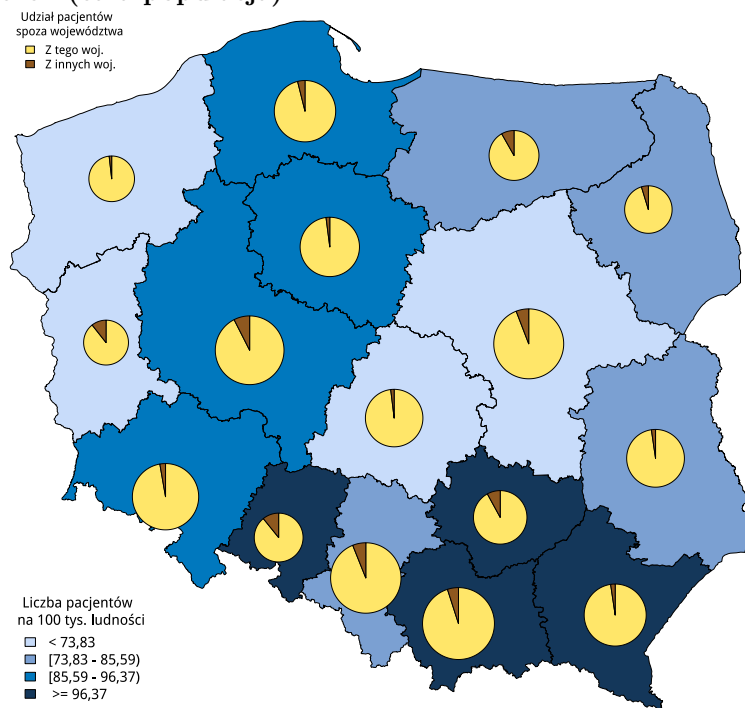 Udział pacjentów
spoza województwa
Z tego woj.
Z innych woj.
Liczba pacjentów
na 100 tys. ludności
< 73,83
[73,83 - 85,59)
[85,59 - 96,37)
>= 96,37